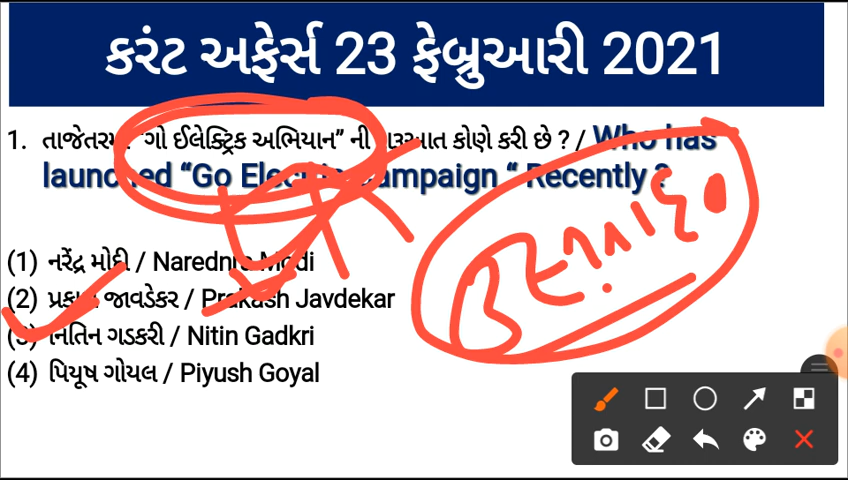 કરંટ અફેર્સ 23 ફેબ્રુઆરી 2021
1. તાજેતરમાં “ગો ઈલેક્ટ્રિક અભિયાન” ની શરૂઆત કોણે કરી છે ? / Who has
launched “Go Electric Campaign “ Recently ?
(1) નરેંદ્ર મોદી / Narednra Modi
(2) પ્રકાશ જાવડેકર / Prakash Javdekar
(3) નિતિન ગડકરી / Nitin Gadkri
(4) પિયૂષ ગોયલ / Piyush Goyal